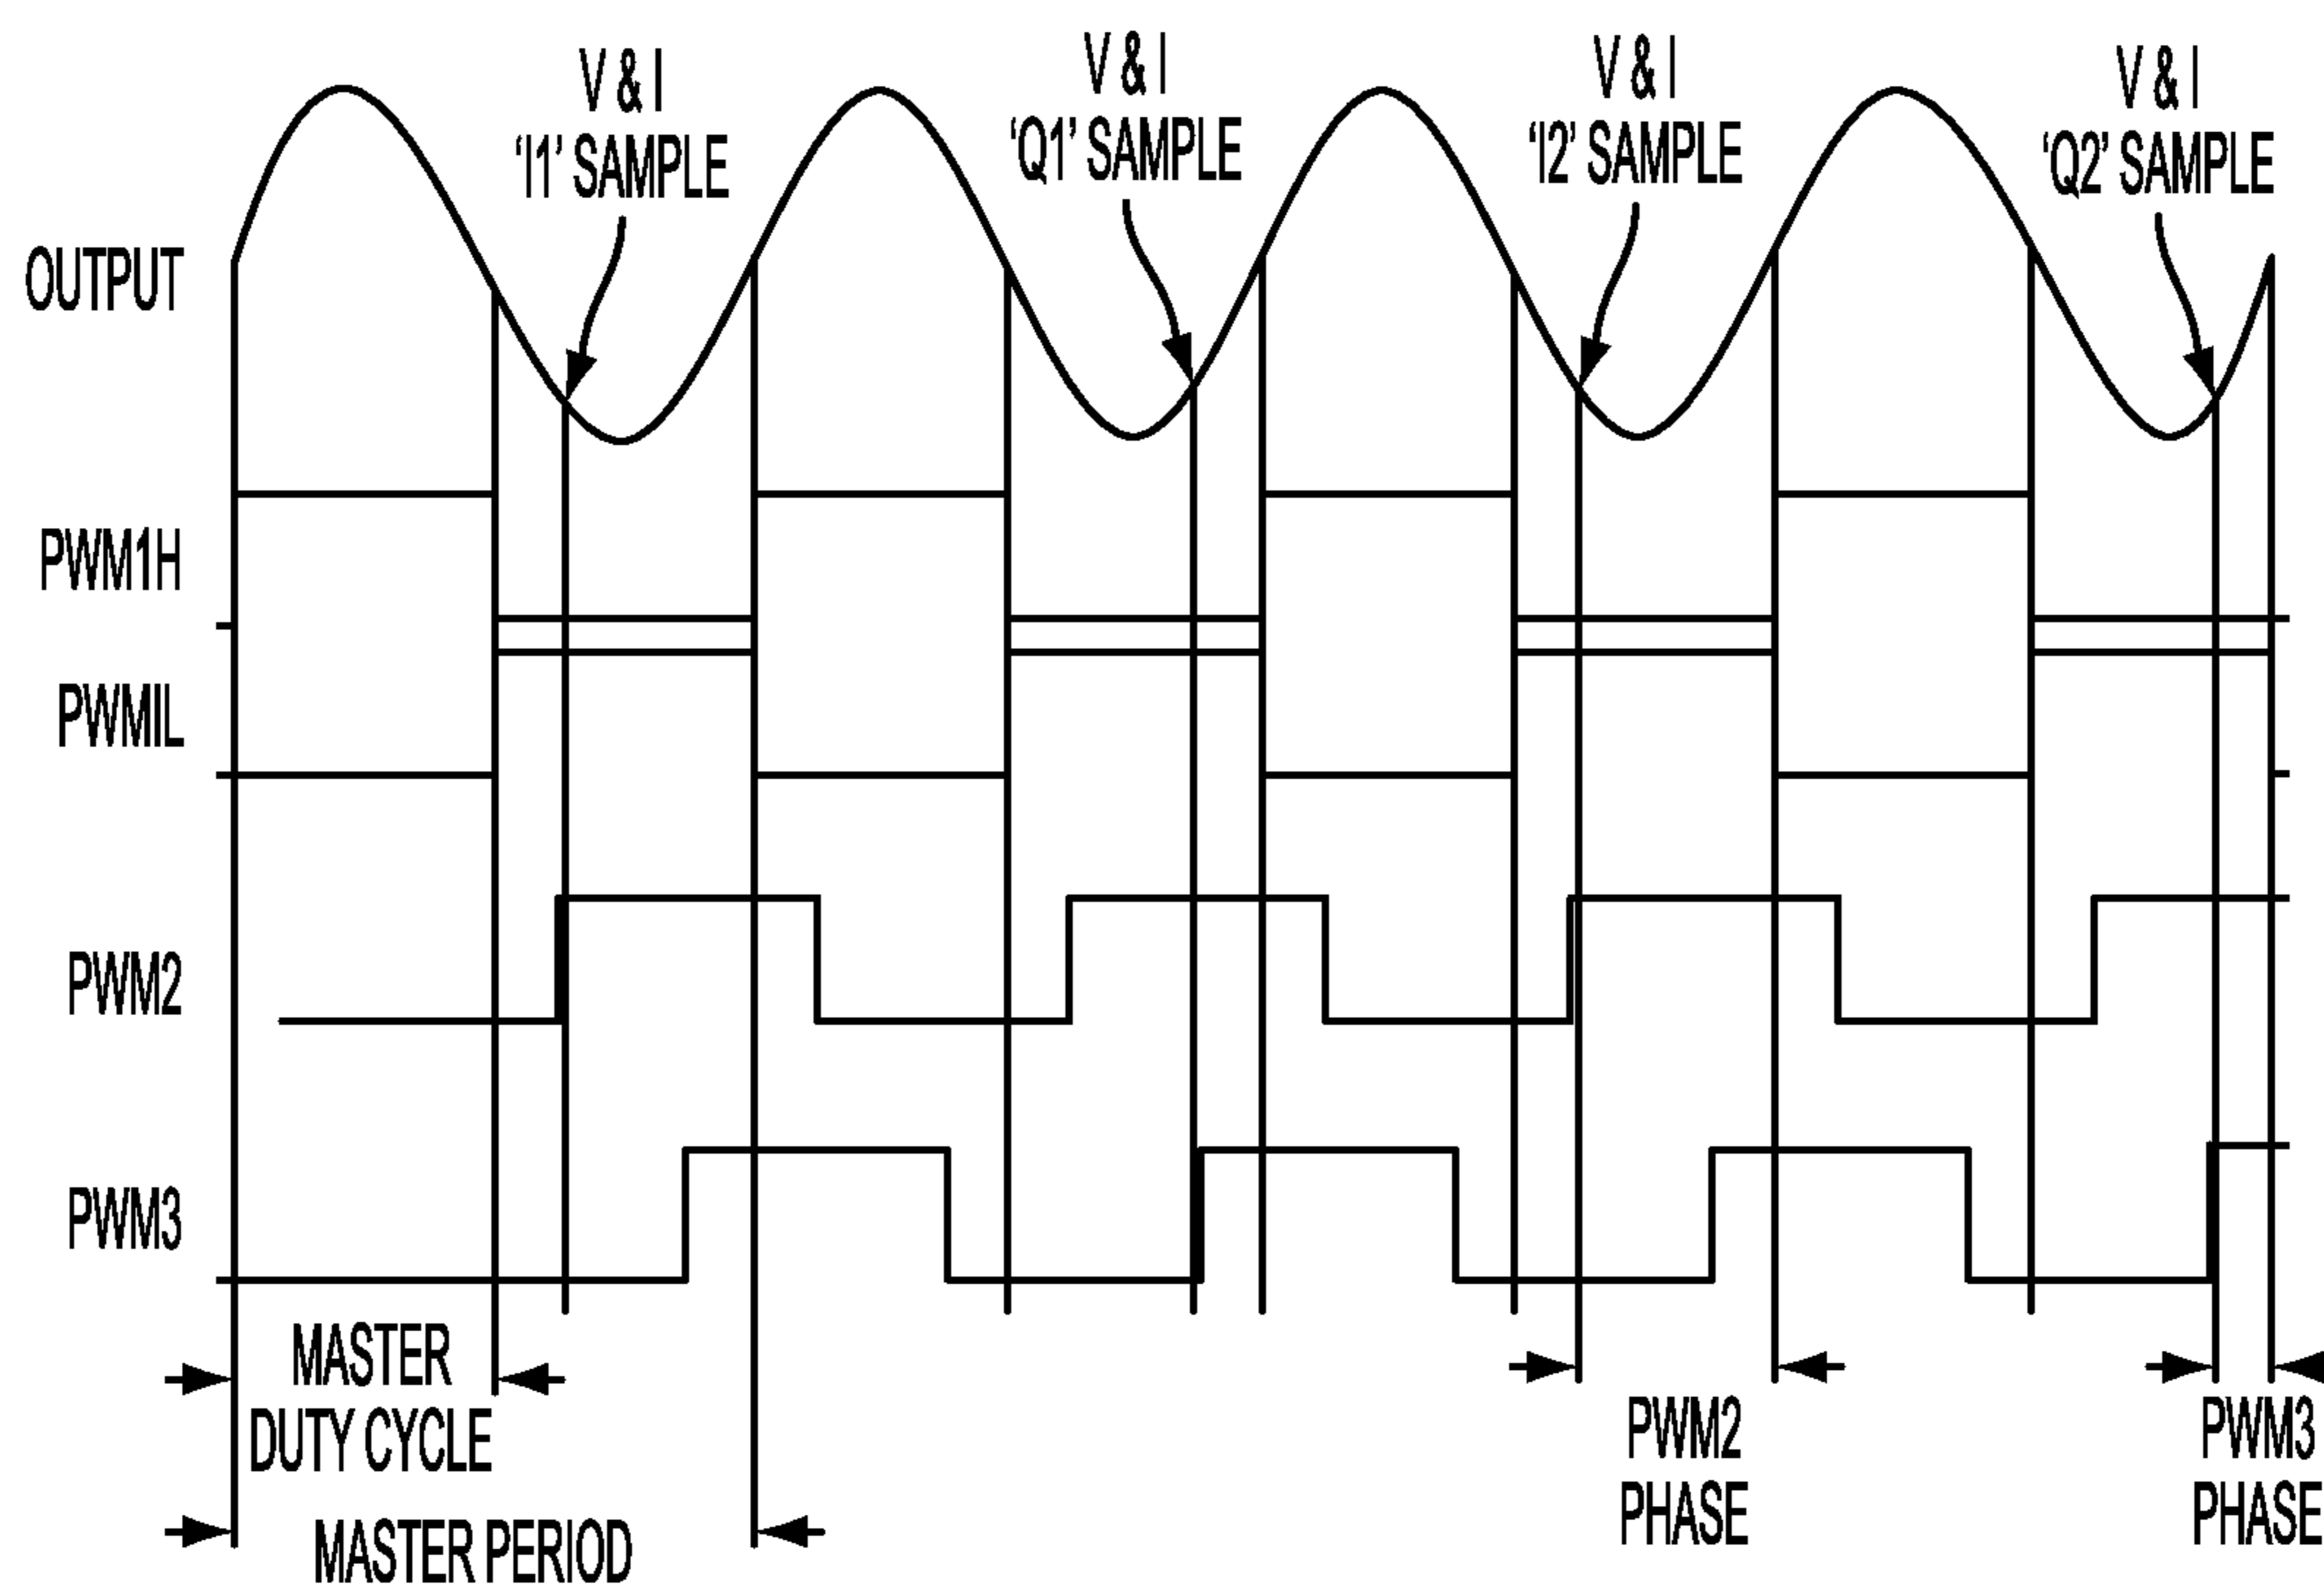 V & I
'I1' SAMPLE
V & I
'Q1' SAMPLE
V & I
'I2' SAMPLE
V & I
'Q2' SAMPLE
OUTPUT
PWM1H
PWMIL
PWM2
PWM3
MASTER
DUTY CYCLE
MASTER PERIOD
PWM2
PHASE
PWM3
PHASE